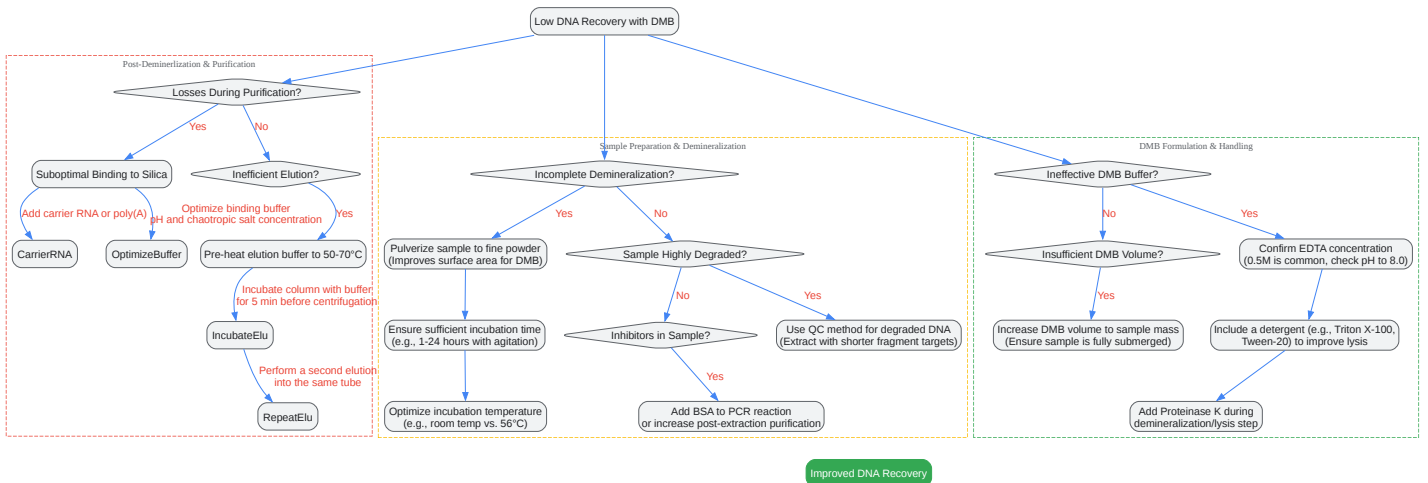 Low DNA Recovery with DMB
Post-Deminerlization & Purification
Losses During Purification?
Yes
No
Suboptimal Binding to Silica
Inefficient Elution?
Add carrier RNA or poly(A)
Optimize binding buffer
pH and chaotropic salt concentration
Yes
CarrierRNA
OptimizeBuffer
Pre-heat elution buffer to 50-70°C
Incubate column with buffer
for 5 min before centrifugation
IncubateElu
Perform a second elution
into the same tube
RepeatElu
Sample Preparation & Demineralization
Incomplete Demineralization?
Yes
No
Pulverize sample to fine powder
(Improves surface area for DMB)
Sample Highly Degraded?
No
Yes
Ensure sufficient incubation time
(e.g., 1-24 hours with agitation)
Inhibitors in Sample?
Use QC method for degraded DNA
(Extract with shorter fragment targets)
Yes
Optimize incubation temperature
(e.g., room temp vs. 56°C)
Add BSA to PCR reaction
or increase post-extraction purification
DMB Formulation & Handling
Ineffective DMB Buffer?
No
Yes
Insufficient DMB Volume?
Confirm EDTA concentration
(0.5M is common, check pH to 8.0)
Yes
Increase DMB volume to sample mass
(Ensure sample is fully submerged)
Include a detergent (e.g., Triton X-100,
Tween-20) to improve lysis
Add Proteinase K during
demineralization/lysis step
Improved DNA Recovery